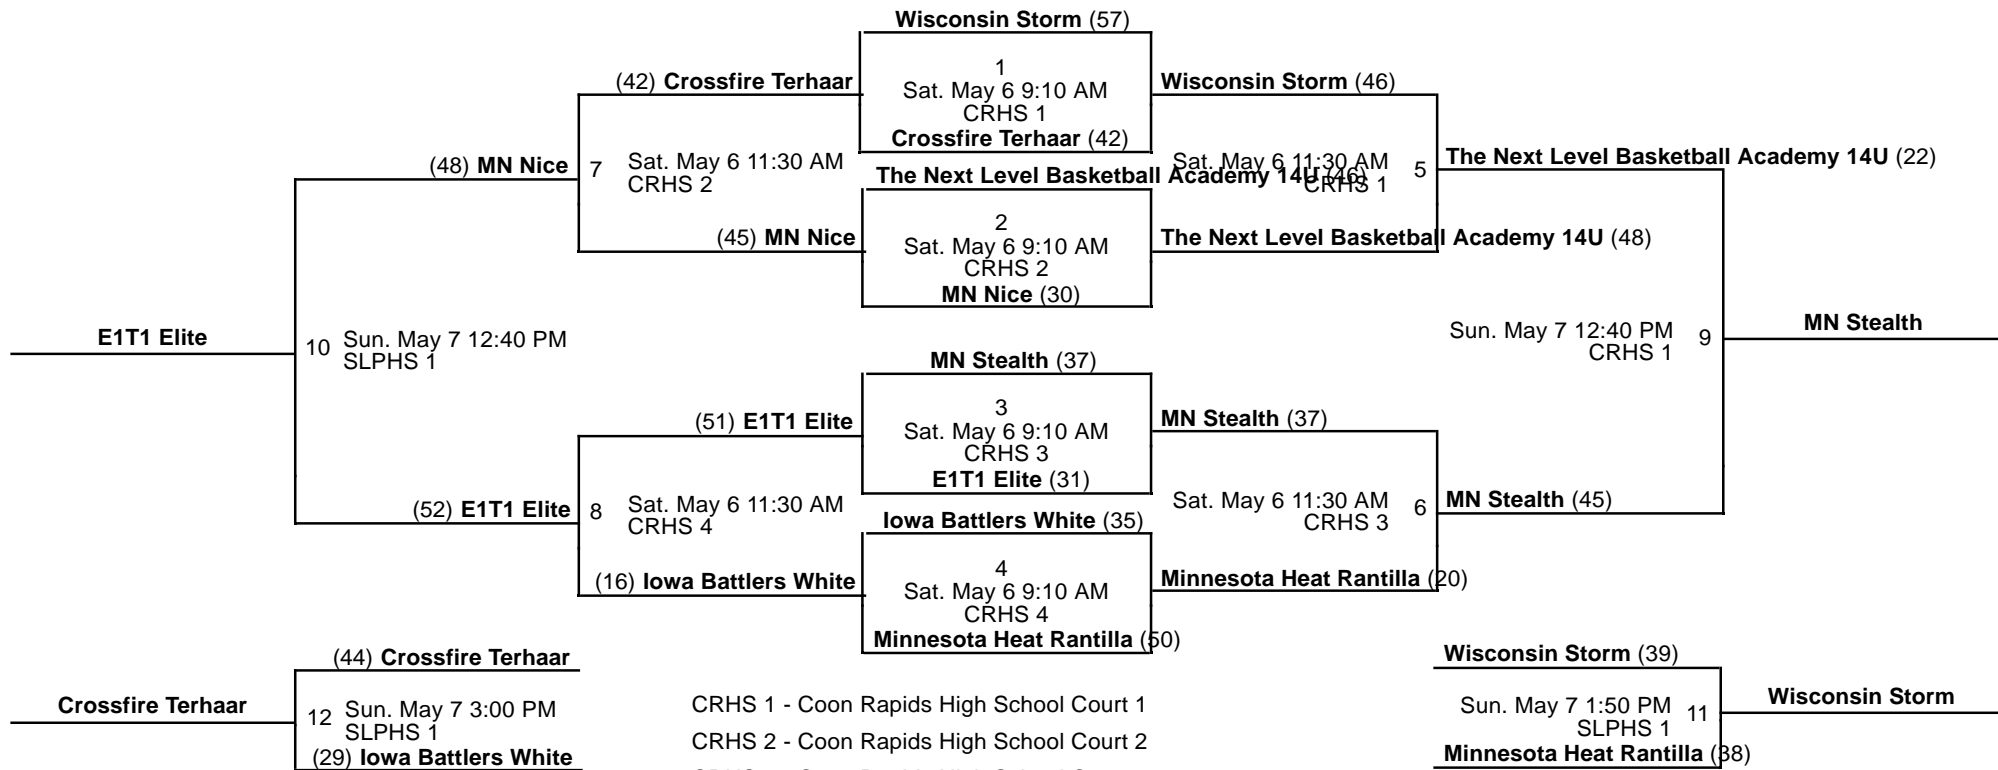 Wisconsin Storm (57)
1
Sat. May 6 9:10 AM
CRHS 1
Crossfire Terhaar (42)
(42) Crossfire Terhaar
Wisconsin Storm (46)
(48) MN Nice
7
Sat. May 6 11:30 AM
CRHS 2
The Next Level Basketball Academy 14U (46)
Sat. May 6 11:30 AM
CRHS 1
5
The Next Level Basketball Academy 14U (22)
2
Sat. May 6 9:10 AM
CRHS 2
MN Nice (30)
(45) MN Nice
The Next Level Basketball Academy 14U (48)
E1T1 Elite
10
Sun. May 7 12:40 PM
SLPHS 1
Sun. May 7 12:40 PM
CRHS 1
9
MN Stealth
MN Stealth (37)
3
Sat. May 6 9:10 AM
CRHS 3
E1T1 Elite (31)
(51) E1T1 Elite
MN Stealth (37)
(52) E1T1 Elite
8
Sat. May 6 11:30 AM
CRHS 4
Sat. May 6 11:30 AM
CRHS 3
6
MN Stealth (45)
Iowa Battlers White (35)
4
Sat. May 6 9:10 AM
CRHS 4
Minnesota Heat Rantilla (50)
(16) Iowa Battlers White
Minnesota Heat Rantilla (20)
(44) Crossfire Terhaar
Crossfire Terhaar
12
Sun. May 7 3:00 PM
SLPHS 1
(29) Iowa Battlers White
CRHS 1 - Coon Rapids High School Court 1
CRHS 2 - Coon Rapids High School Court 2
Wisconsin Storm (39)
Sun. May 7 1:50 PM
SLPHS 1
11
Wisconsin Storm
Minnesota Heat Rantilla (38)